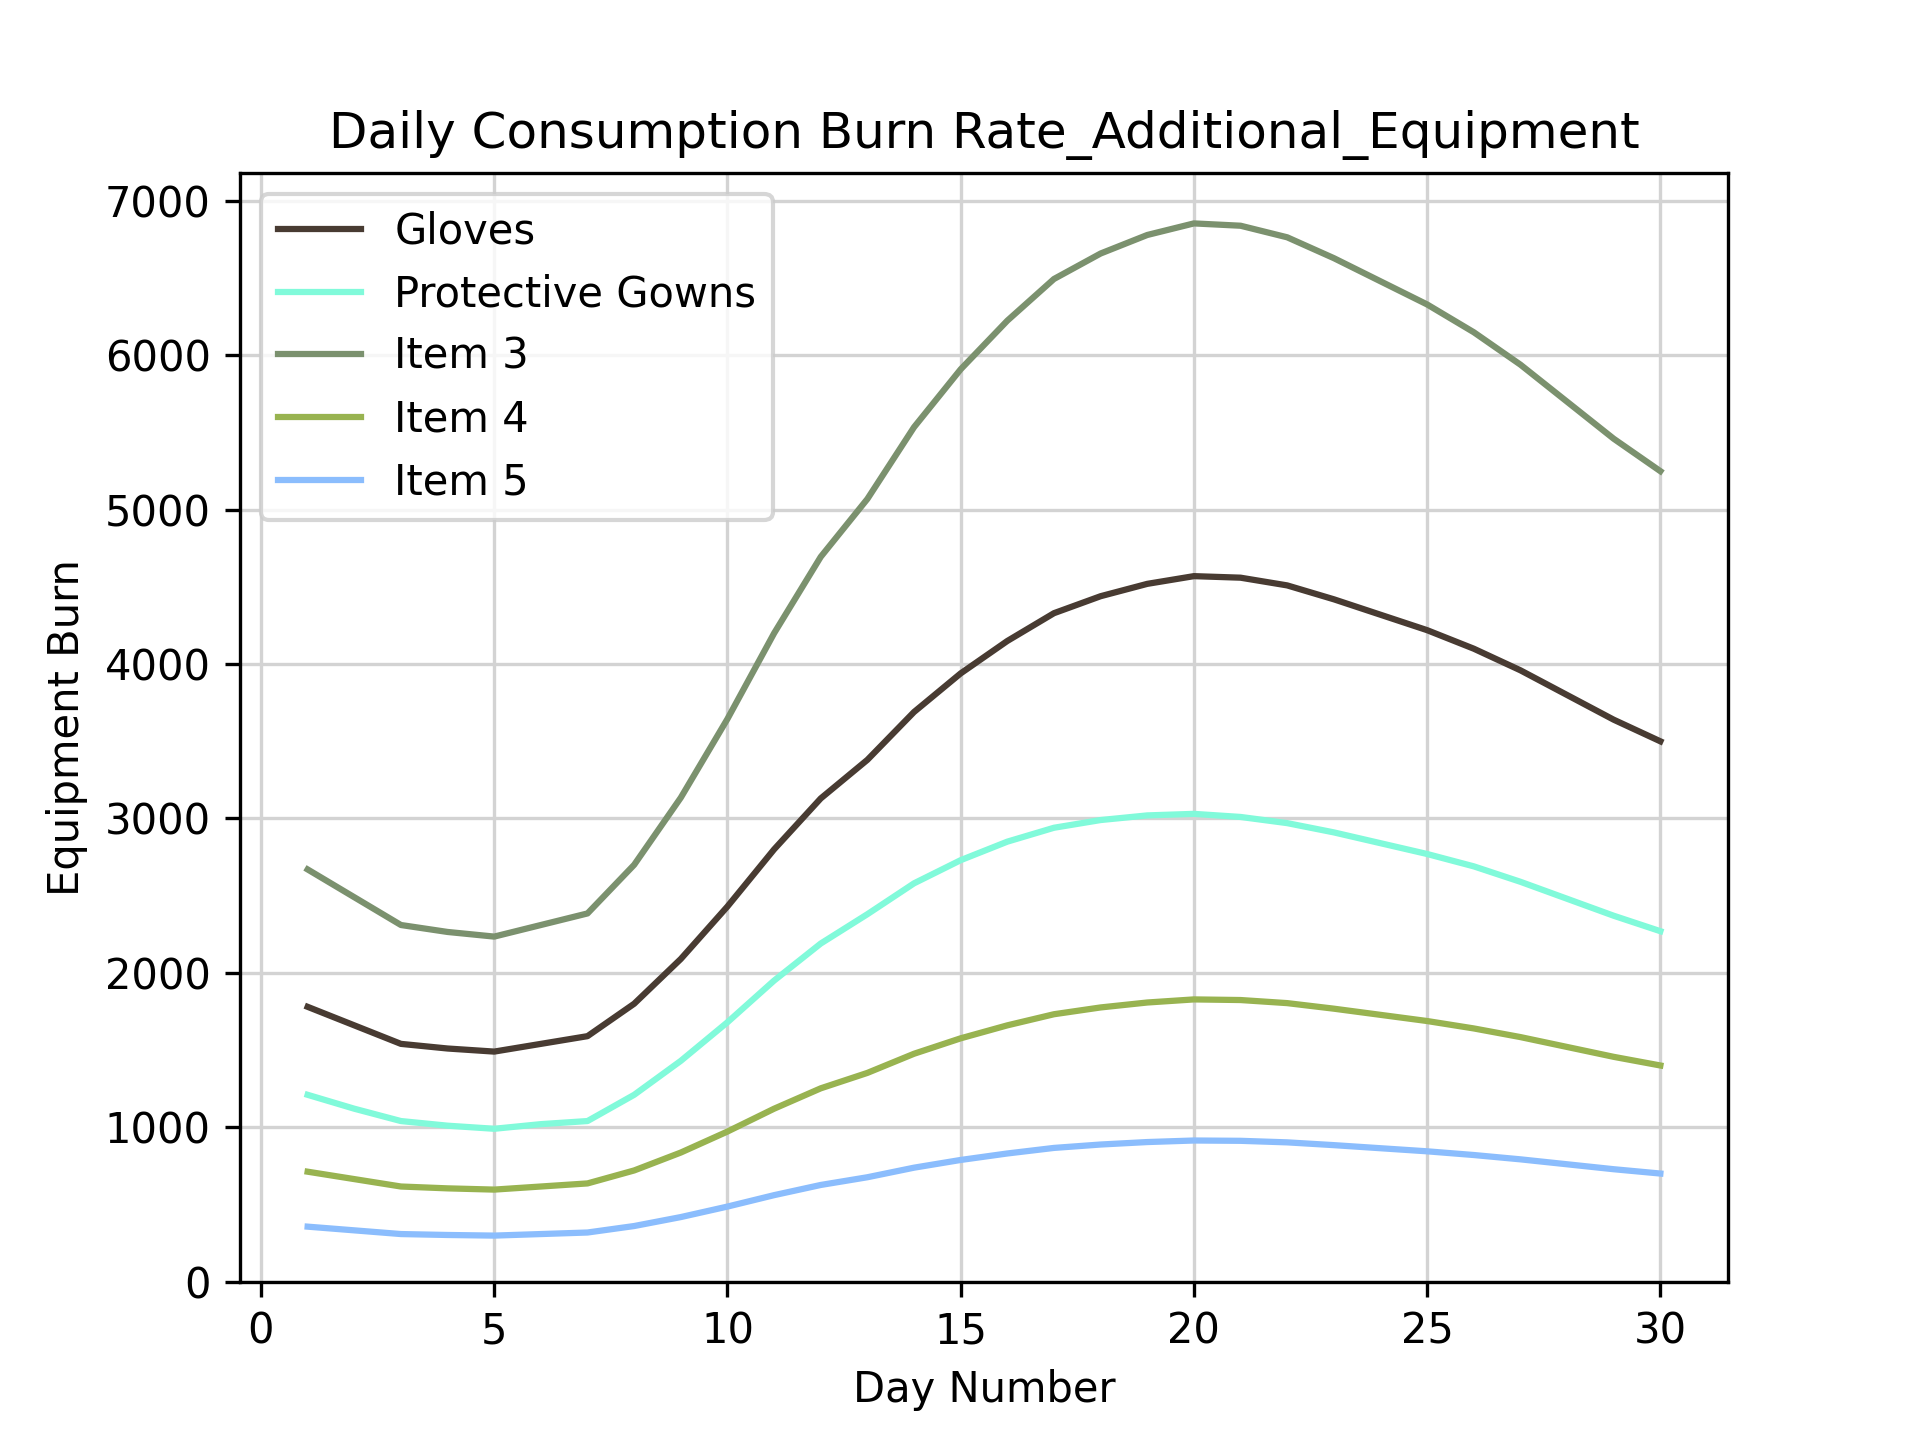 Daily Consumption Burn Rate_Additional_Equipment
7000
6000
5000
4000
3000
2000
1000
0
Equipment Burn
Gloves
Protective Gowns
Item 3
Item 4
Item 5
0 5 10 15 20 25 30
Day Number